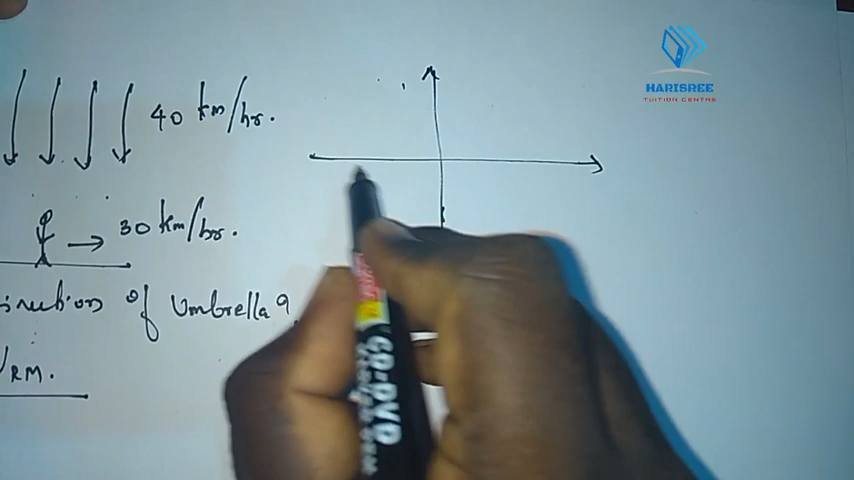 40 km/hr.
30 km/hr.
of Umbrella ?
VRM.
HARISREE
TUITION CENTRE
CD-DVD